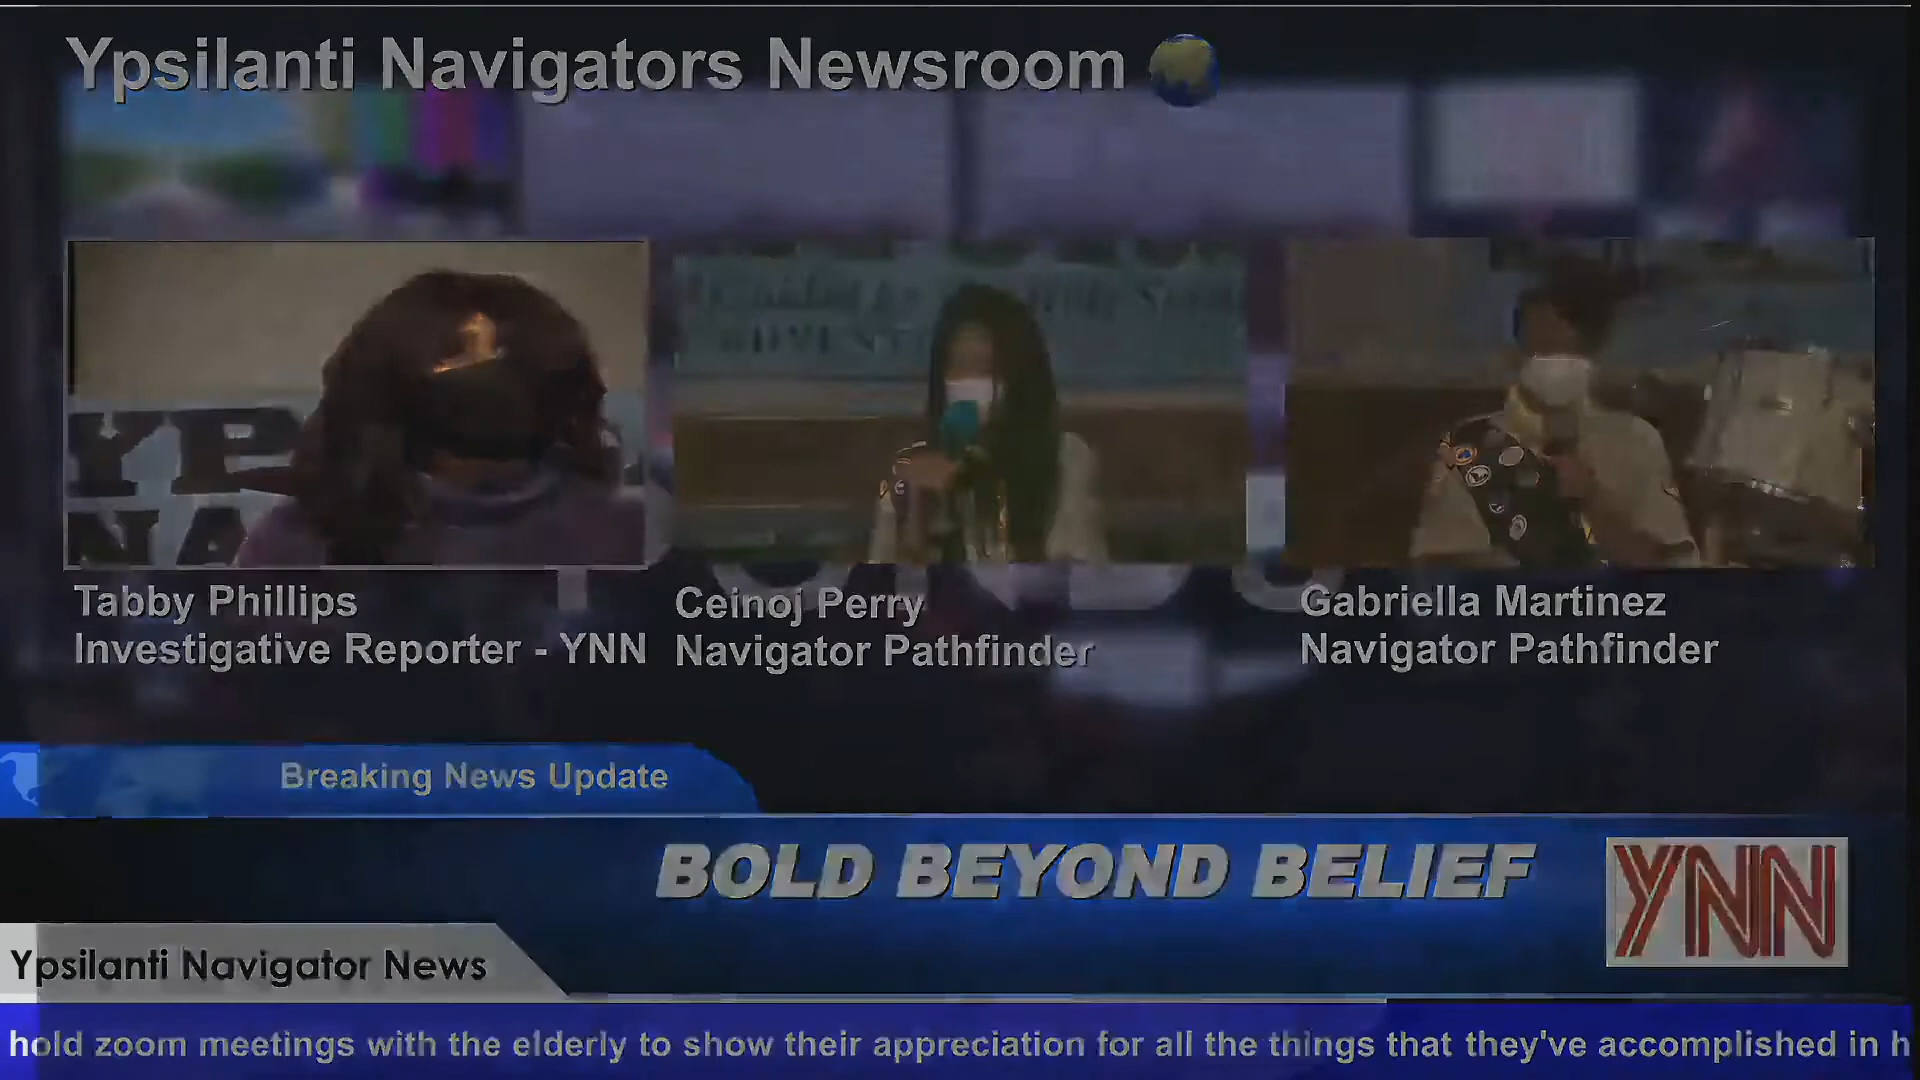 Ypsilanti Navigators Newsroom
YP
NA
Tabby Phillips
Investigative Reporter - YNN
Ceinoj Perry
Navigator Pathfinder
Gabriella Martinez
Navigator Pathfinder
Breaking News Update
BOLD BEYOND BELIEF
YNN
Ypsilanti Navigator News
hold zoom meetings with the elderly to show their appreciation for all the things that they've accomplished in h